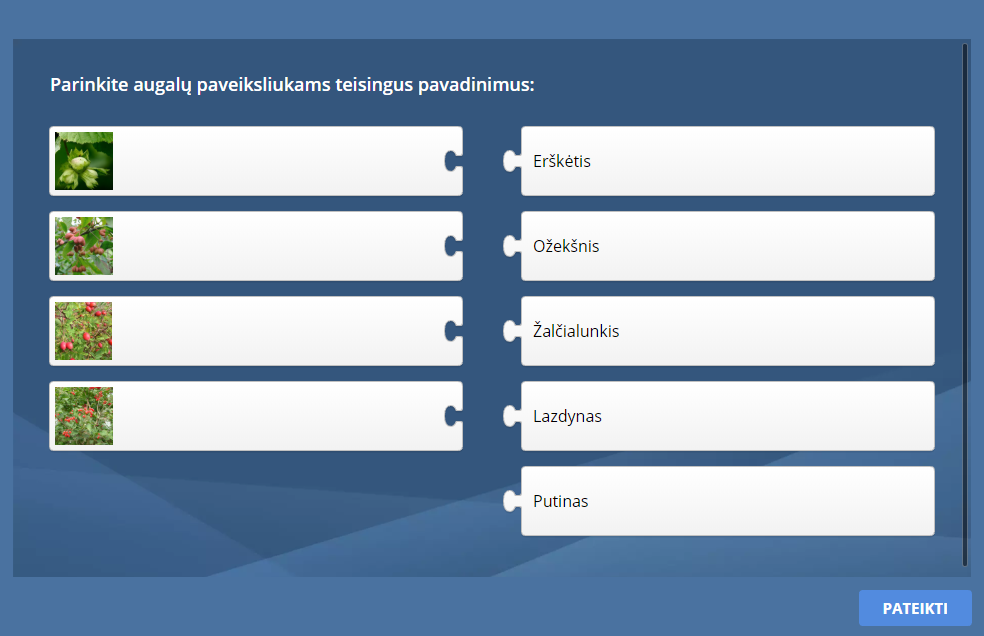 Parinkite augalų paveiksliukams teisingus pavadinimus:
Erškėtis
Ožekšnis
Žalčialunkis
Lazdynas
Putinas
PATEIKTI